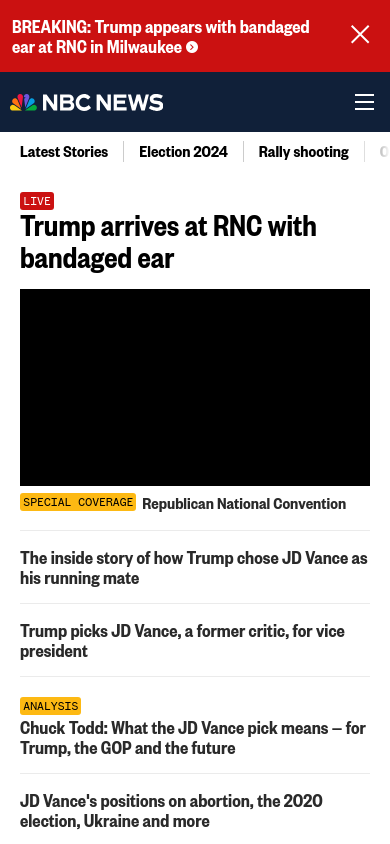 BREAKING: Trump appears with bandaged
ear at RNC in Milwaukee
NBC NEWS
Latest Stories
Election 2024
Rally shooting
LIVE
Trump arrives at RNC with
bandaged ear
SPECIAL COVERAGE Republican National Convention
The inside story of how Trump chose JD Vance as
his running mate
Trump picks JD Vance, a former critic, for vice
president
ANALYSIS
Chuck Todd: What the JD Vance pick means – for
Trump, the GOP and the future
JD Vance's positions on abortion, the 2020
election, Ukraine and more